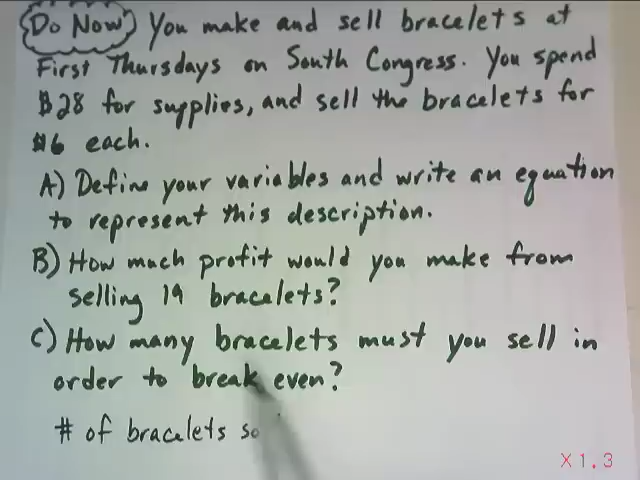 Do Now) You make and sell bracelets at
First Thursdays on South Congress. You spend
$28 for supplies, and sell the bracelets for
$6 each.
A) Define your variables and write an equation
to represent this description.
B) How much profit would you make from
selling 19 bracelets?
C) How many bracelets must you sell in
order to break even?
# of bracelets so
X1.3